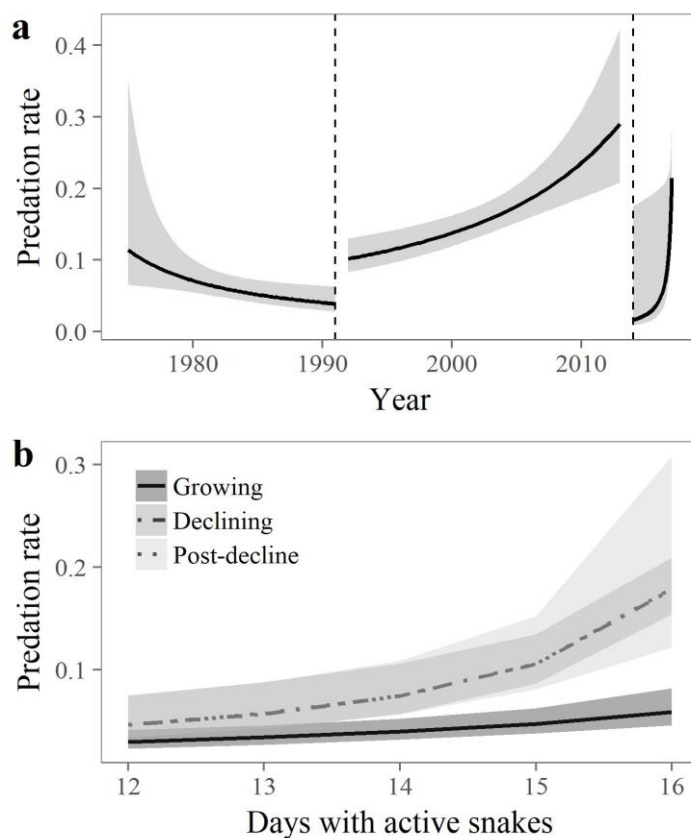 a
Predation rate
0.4
0.3
0.2
0.1
0.0
1980 1990 2000 2010
Year
b
Predation rate
0.3
0.2
0.1
Growing
Declining
Post-decline
12 13 14 15 16
Days with active snakes